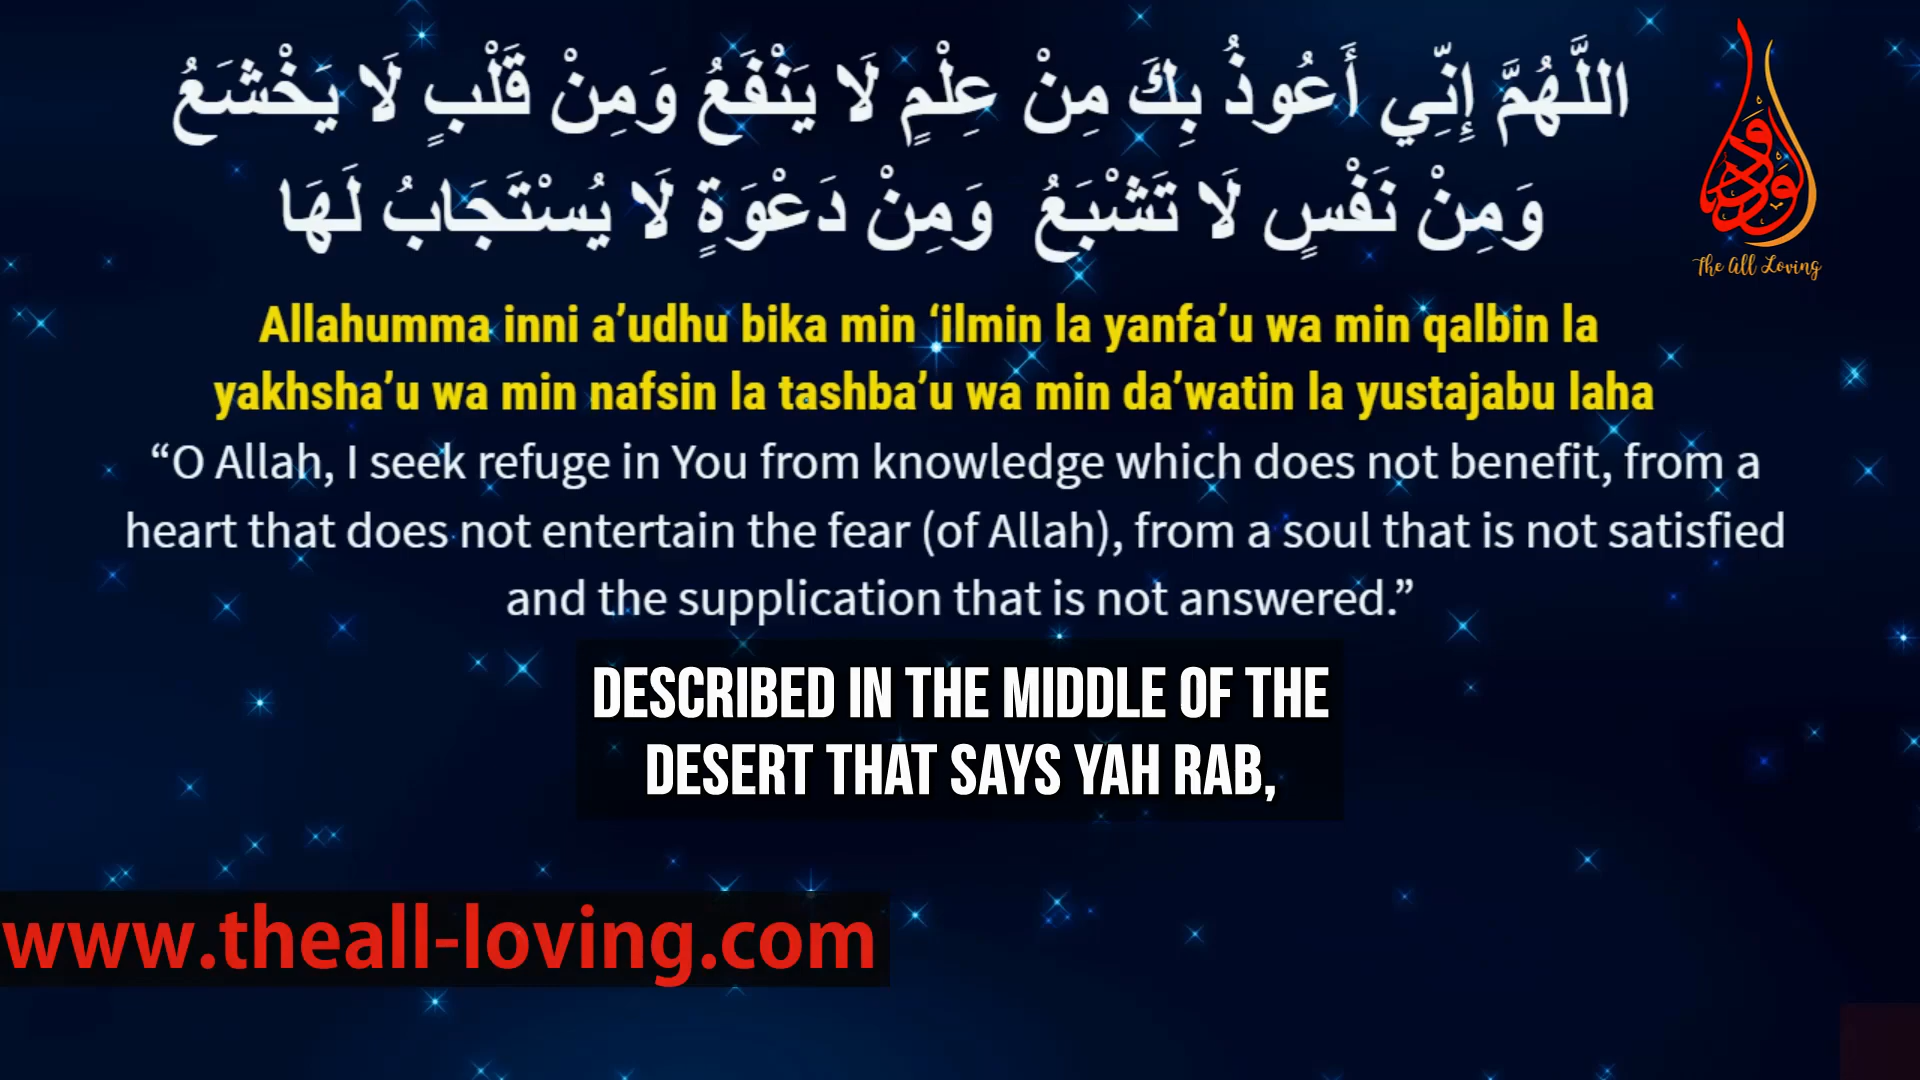 اللَّهُمَّ إِنِّي أَعُوذُ بِكَ مِنْ عِلْمٍ لَا يَنْفَعُ وَمِنْ قَلْبٍ لَا يَخْشَعُ
وَمِنْ نَفْسٍ لَا تَشْبَعُ وَمِنْ دَعْوَةٍ لَا يُسْتَجَابُ لَهَا
الودود
The All Loving
Allahumma inni a’udhu bika min ‘ilmin la yanfa’u wa min qalbin la
yakhsha’u wa min nafsin la tashba’u wa min da’watin la yustajabu laha
“O Allah, I seek refuge in You from knowledge which does not benefit, from a
heart that does not entertain the fear (of Allah), from a soul that is not satisfied
and the supplication that is not answered.”
DESCRIBED IN THE MIDDLE OF THE
DESERT THAT SAYS YAH RAB,
www.theall-loving.com